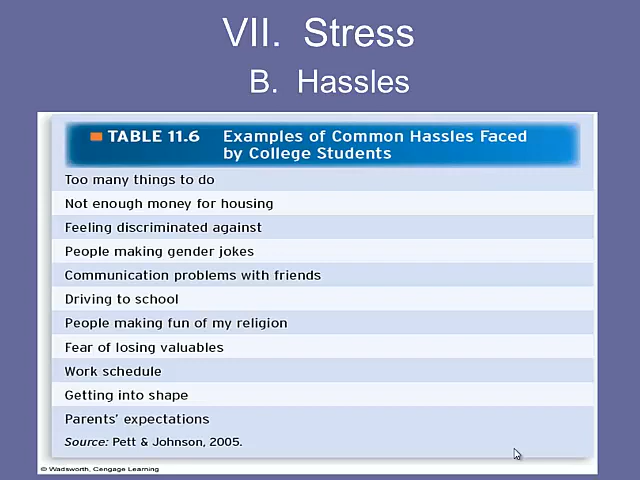 VII. Stress
B. Hassles
TABLE 11.6 Examples of Common Hassles Faced
by College Students
Too many things to do
Not enough money for housing
Feeling discriminated against
People making gender jokes
Communication problems with friends
Driving to school
People making fun of my religion
Fear of losing valuables
Work schedule
Getting into shape
Parents’ expectations
Source: Pett & Johnson, 2005.
© Wadsworth, Cengage Learning